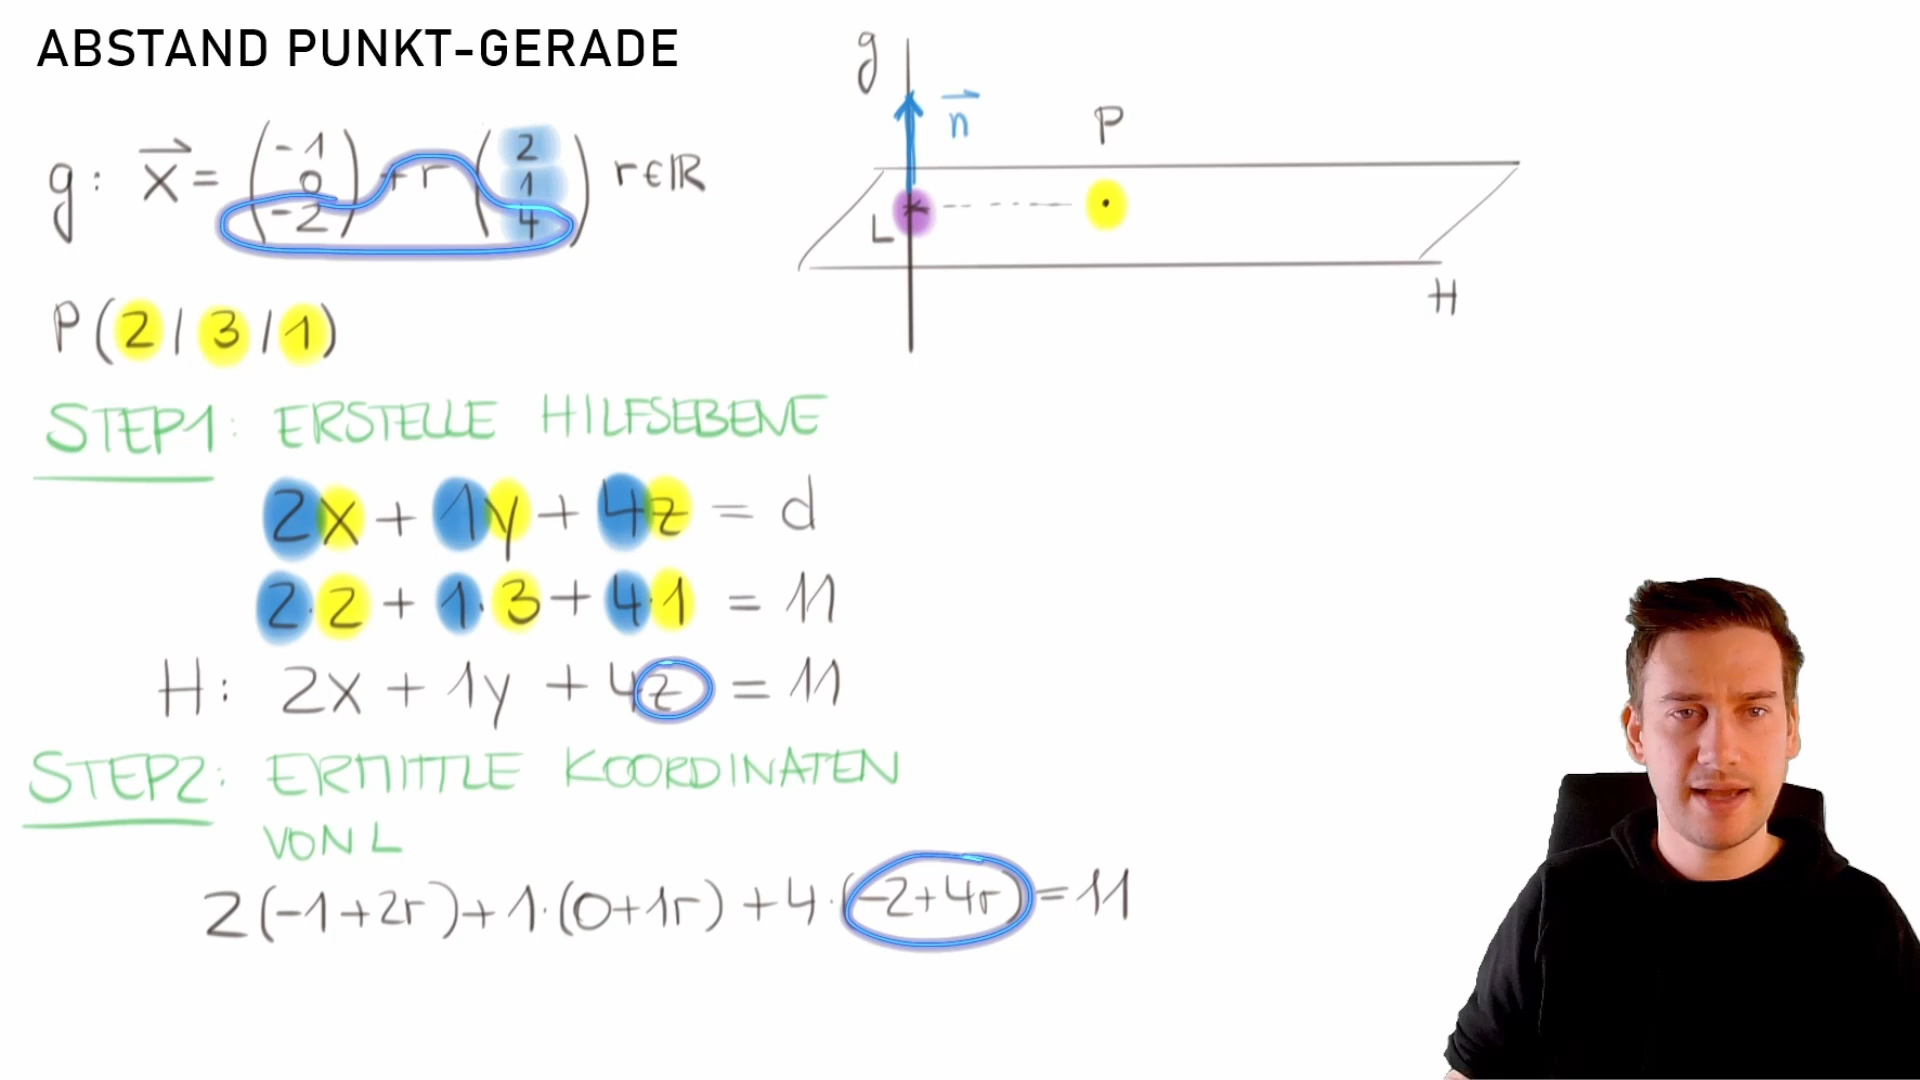 ABSTAND PUNKT-GERADE
g: x⃗ = (-1 0 -2) + r (2 1 4) r∈ℝ
P(2/3/1)
g
n⃗
P
L
H
STEP1: ERSTELLE HILFSEBENE
2x + 1y + 4z = d
2·2 + 1·3 + 4·1 = 11
H: 2x + 1y + 4z = 11
STEP2: ERMITTLE KOORDINATEN
VON L
2(-1+2r)+1·(0+1r)+4·(-2+4r)=11